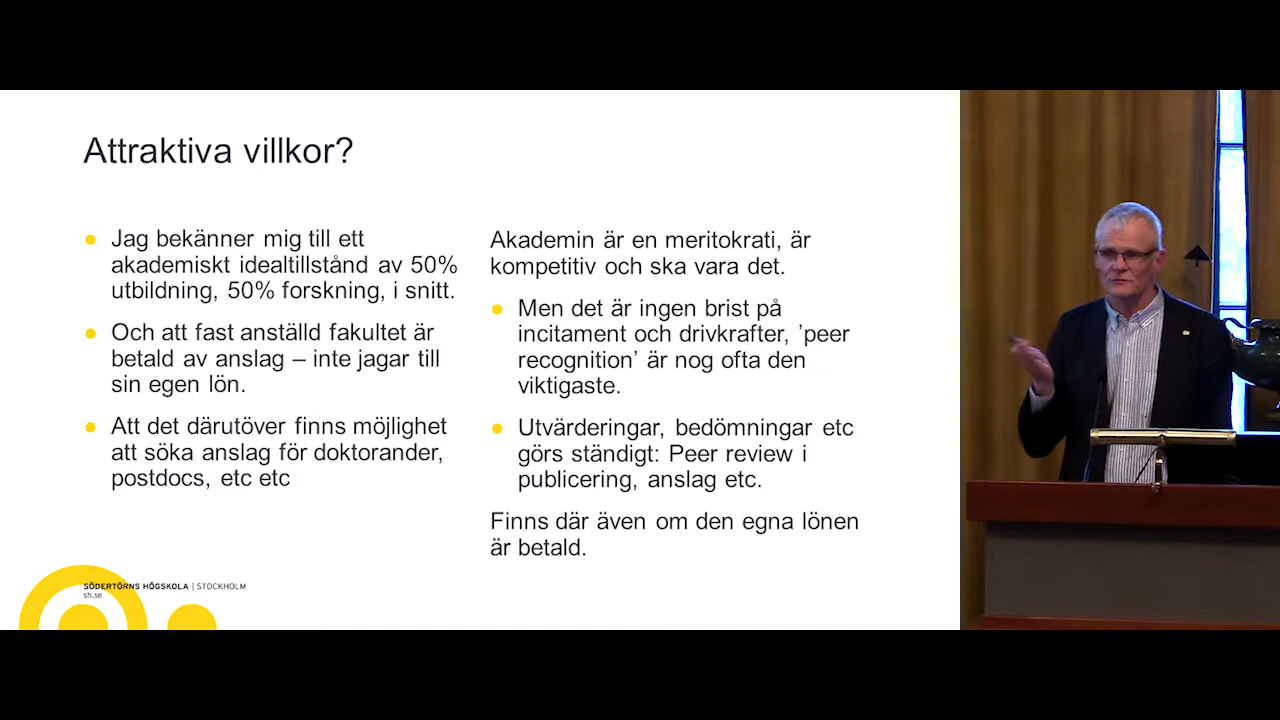 Attraktiva villkor?
Jag bekänner mig till ett
akademiskt idealtillstånd av 50%
utbildning, 50% forskning, i snitt.
Och att fast anställd fakultet är
betald av anslag – inte jagar till
sin egen lön.
Att det därutöver finns möjlighet
att söka anslag för doktorander,
postdocs, etc etc
Akademin är en meritokrati, är
kompetitiv och ska vara det.
Men det är ingen brist på
incitament och drivkrafter, ’peer
recognition’ är nog ofta den
viktigaste.
Utvärderingar, bedömningar etc
görs ständigt: Peer review i
publicering, anslag etc.
Finns där även om den egna lönen
är betald.
SÖDERTÖRNS HÖGSKOLA | STOCKHOLM
sh.se